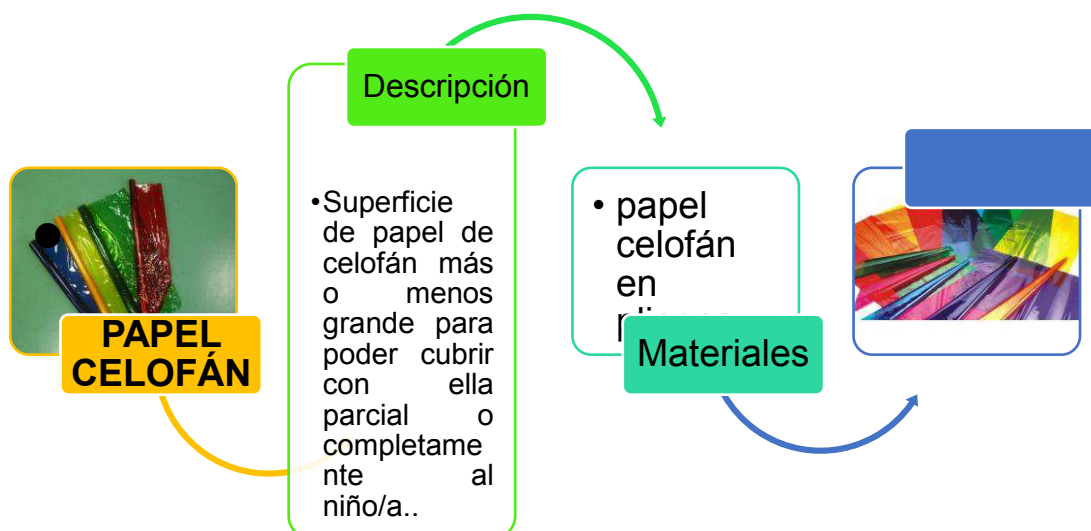 PAPEL
CELOFÁN
Descripción
•Superficie
de papel de
celofán más
o menos
grande para
poder cubrir
con ella
parcial o
completame
nte al
niño/a..
• papel
celofán
en
Materiales